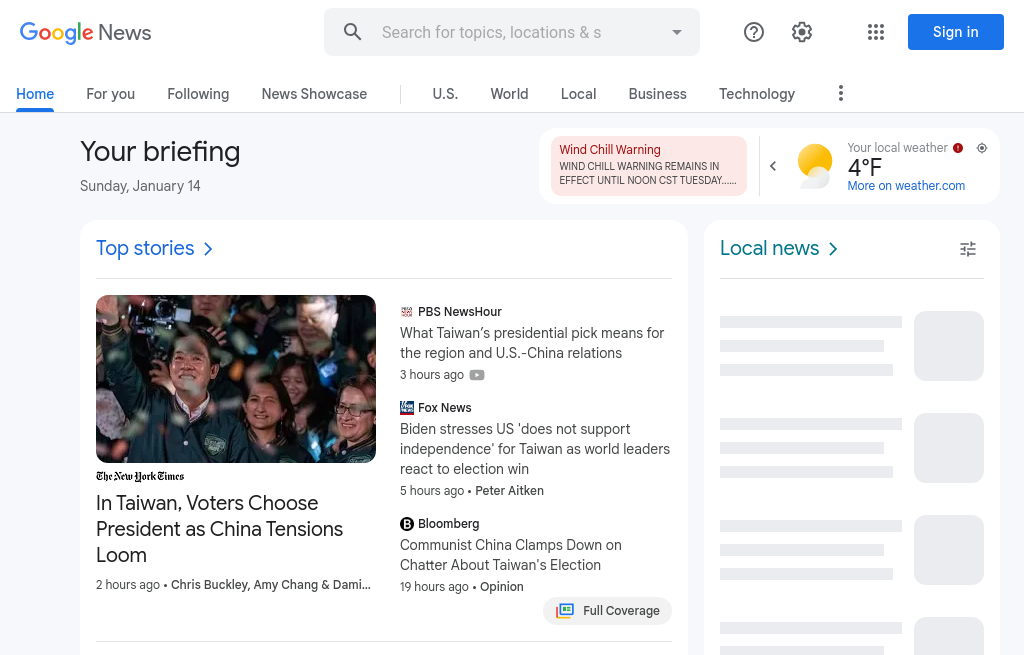 Google News
Search for topics, locations & s
Sign in
Home
For you
Following
News Showcase
U.S.
World
Local
Business
Technology
Your briefing
Sunday, January 14
Wind Chill Warning
WIND CHILL WARNING REMAINS IN
EFFECT UNTIL NOON CST TUESDAY......
Your local weather
4°F
More on weather.com
Top stories
The New York Times
In Taiwan, Voters Choose
President as China Tensions
Loom
2 hours ago • Chris Buckley, Amy Chang & Dami...
PBS NewsHour
What Taiwan’s presidential pick means for
the region and U.S.-China relations
3 hours ago
Fox News
Biden stresses US 'does not support
independence' for Taiwan as world leaders
react to election win
5 hours ago • Peter Aitken
Bloomberg
Communist China Clamps Down on
Chatter About Taiwan's Election
19 hours ago • Opinion
Full Coverage
Local news